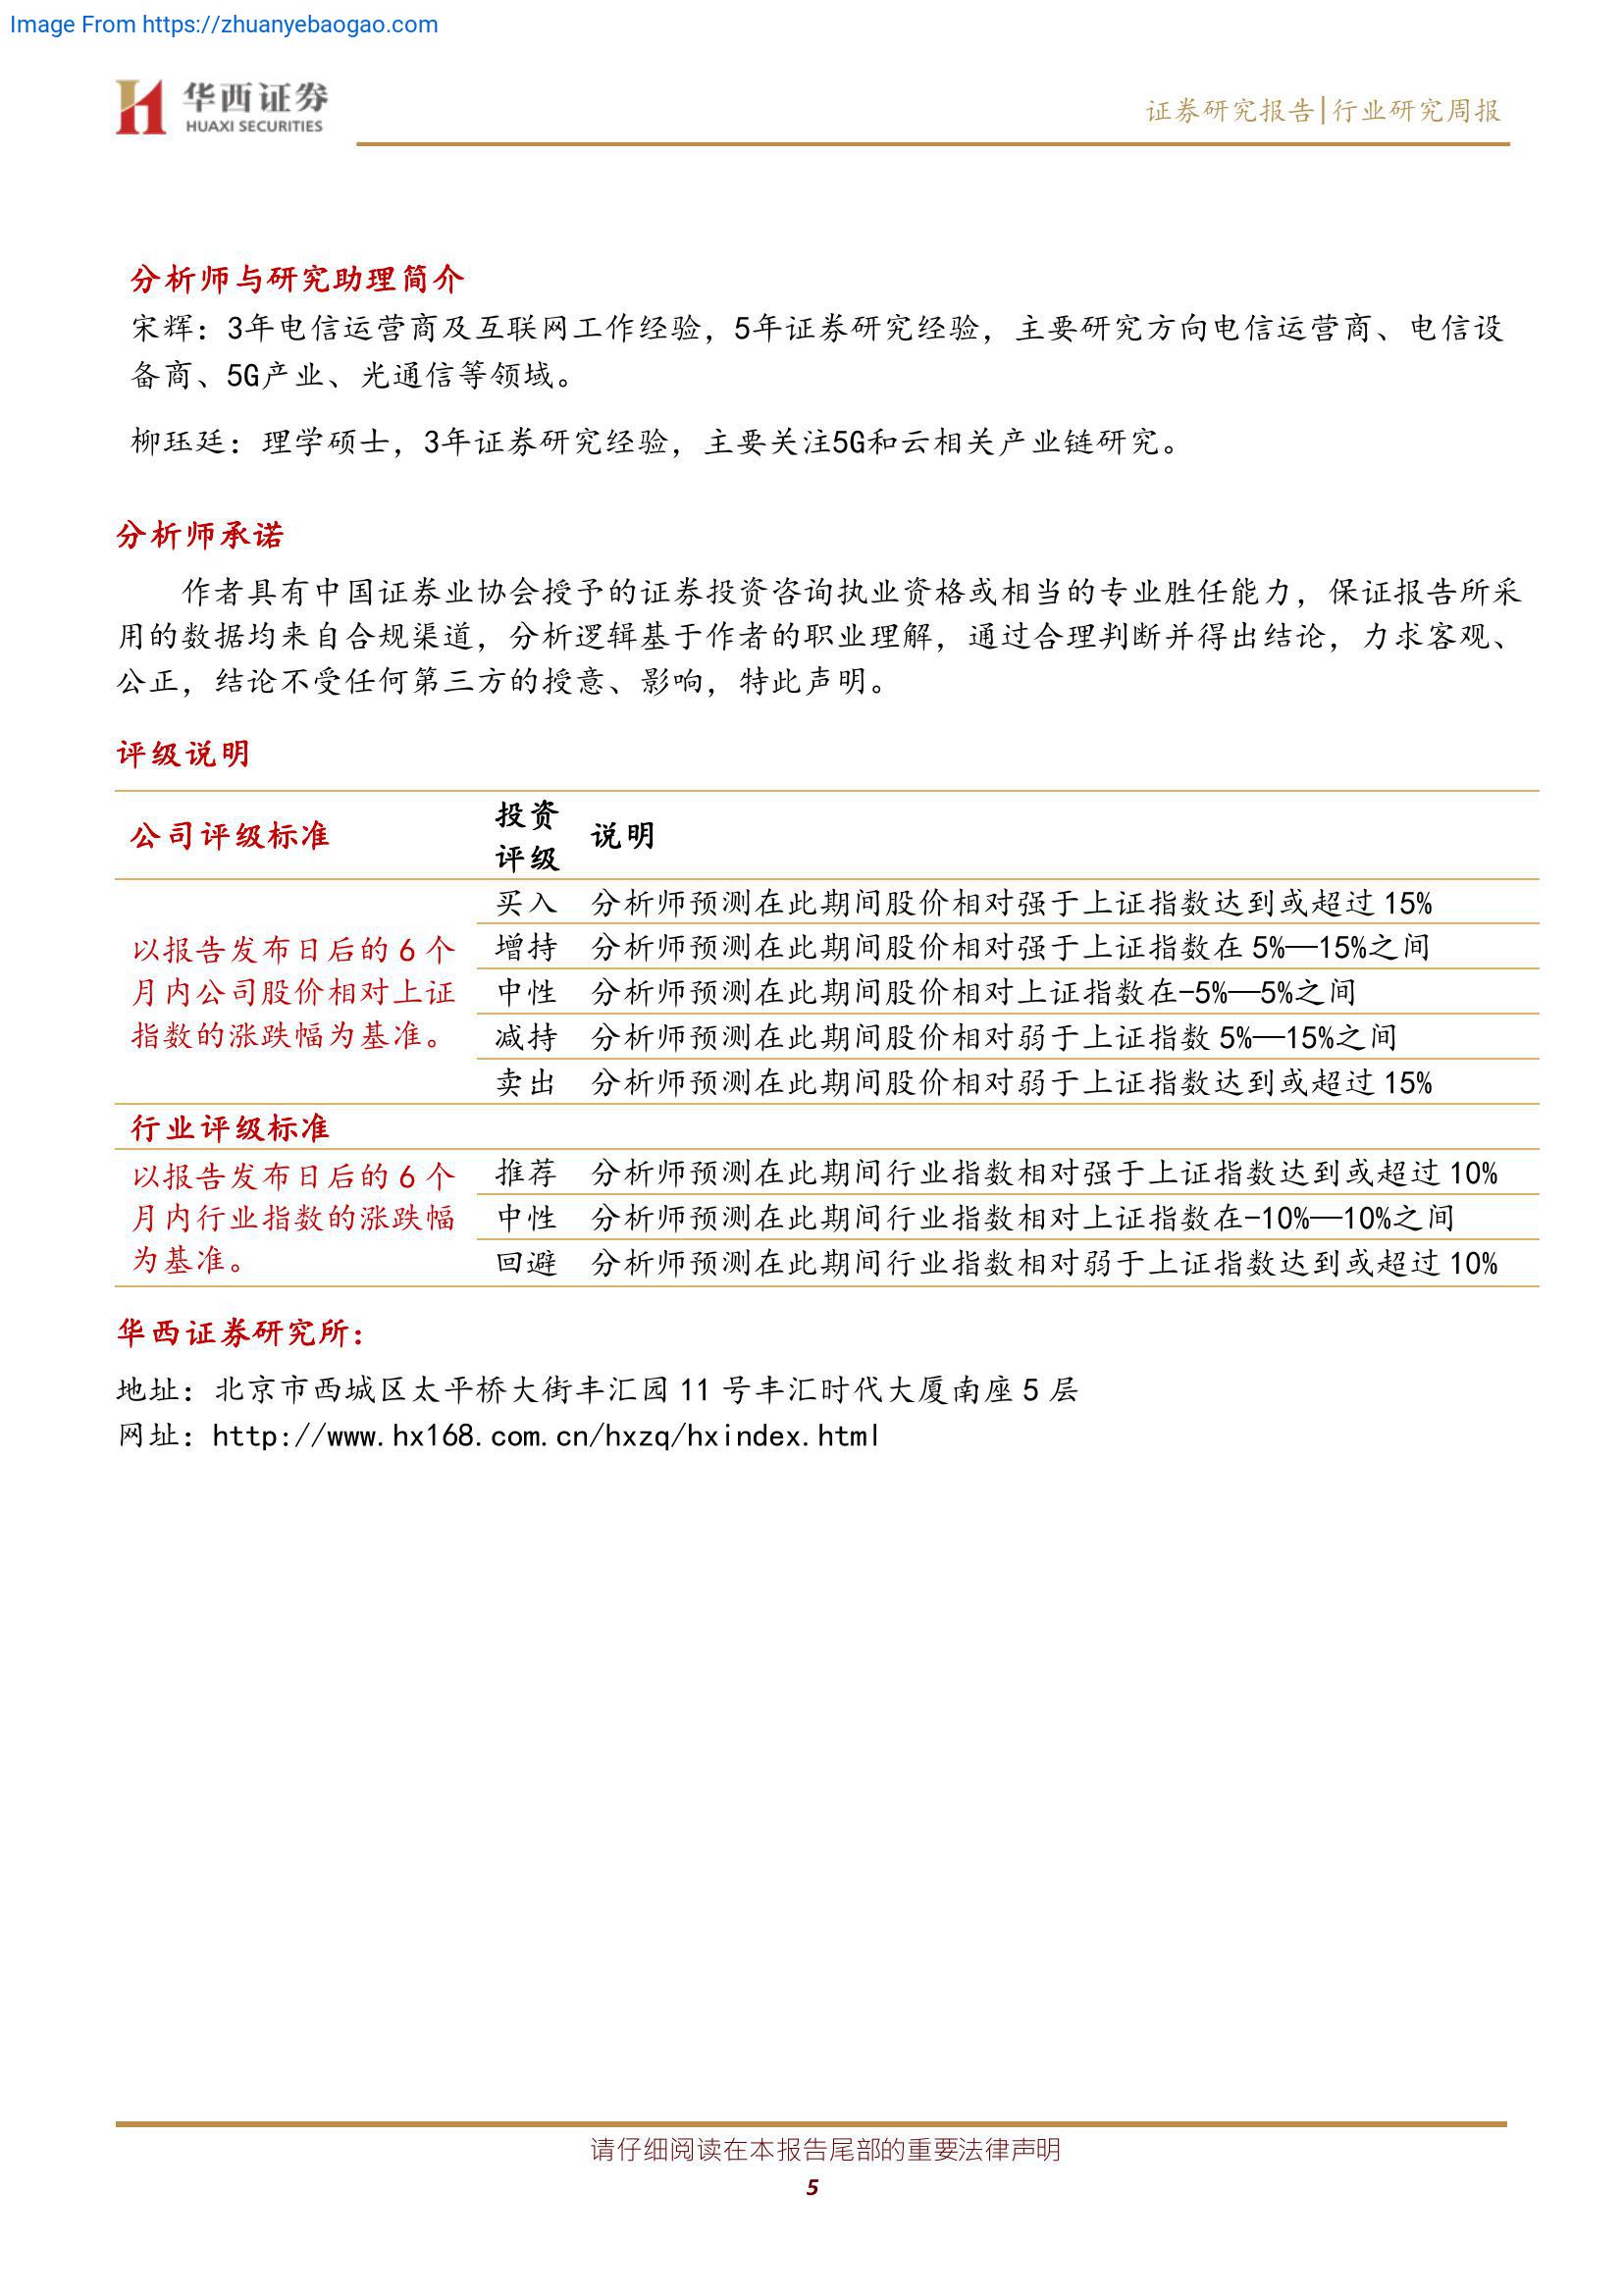 Image From https://zhuanyebaogao.com
华西证券
HUAXI SECURITIES
证券研究报告|行业研究周报
分析师与研究助理简介
宋辉：3年电信运营商及互联网工作经验，5年证券研究经验，主要研究方向电信运营商、电信设
备商、5G产业、光通信等领域。
柳珏廷：理学硕士，3年证券研究经验，主要关注5G和云相关产业链研究。
分析师承诺
作者具有中国证券业协会授予的证券投资咨询执业资格或相当的专业胜任能力，保证报告所采
用的数据均来自合规渠道，分析逻辑基于作者的职业理解，通过合理判断并得出结论，力求客观、
公正，结论不受任何第三方的授意、影响，特此声明。
评级说明
公司评级标准
投资
评级
说明
以报告发布日后的 6 个
月内公司股价相对上证
指数的涨跌幅为基准。
买入 分析师预测在此期间股价相对强于上证指数达到或超过 15%
增持 分析师预测在此期间股价相对强于上证指数在 5%—15%之间
中性 分析师预测在此期间股价相对上证指数在-5%—5%之间
减持 分析师预测在此期间股价相对弱于上证指数 5%—15%之间
卖出 分析师预测在此期间股价相对弱于上证指数达到或超过 15%
行业评级标准
以报告发布日后的 6 个
月内行业指数的涨跌幅
为基准。
推荐 分析师预测在此期间行业指数相对强于上证指数达到或超过 10%
中性 分析师预测在此期间行业指数相对上证指数在-10%—10%之间
回避 分析师预测在此期间行业指数相对弱于上证指数达到或超过 10%
华西证券研究所：
地址：北京市西城区太平桥大街丰汇园 11 号丰汇时代大厦南座 5 层
网址：http://www.hx168.com.cn/hxzq/hxindex.html
请仔细阅读在本报告尾部的重要法律声明
5